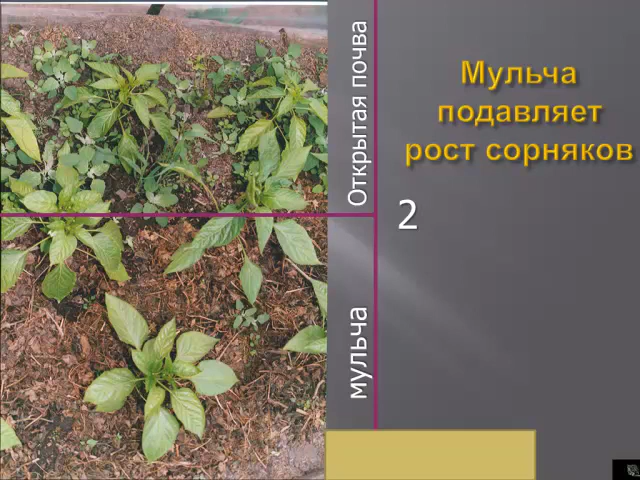 Открытая почва
мульча
Мульча
подавляет
рост сорняков
2